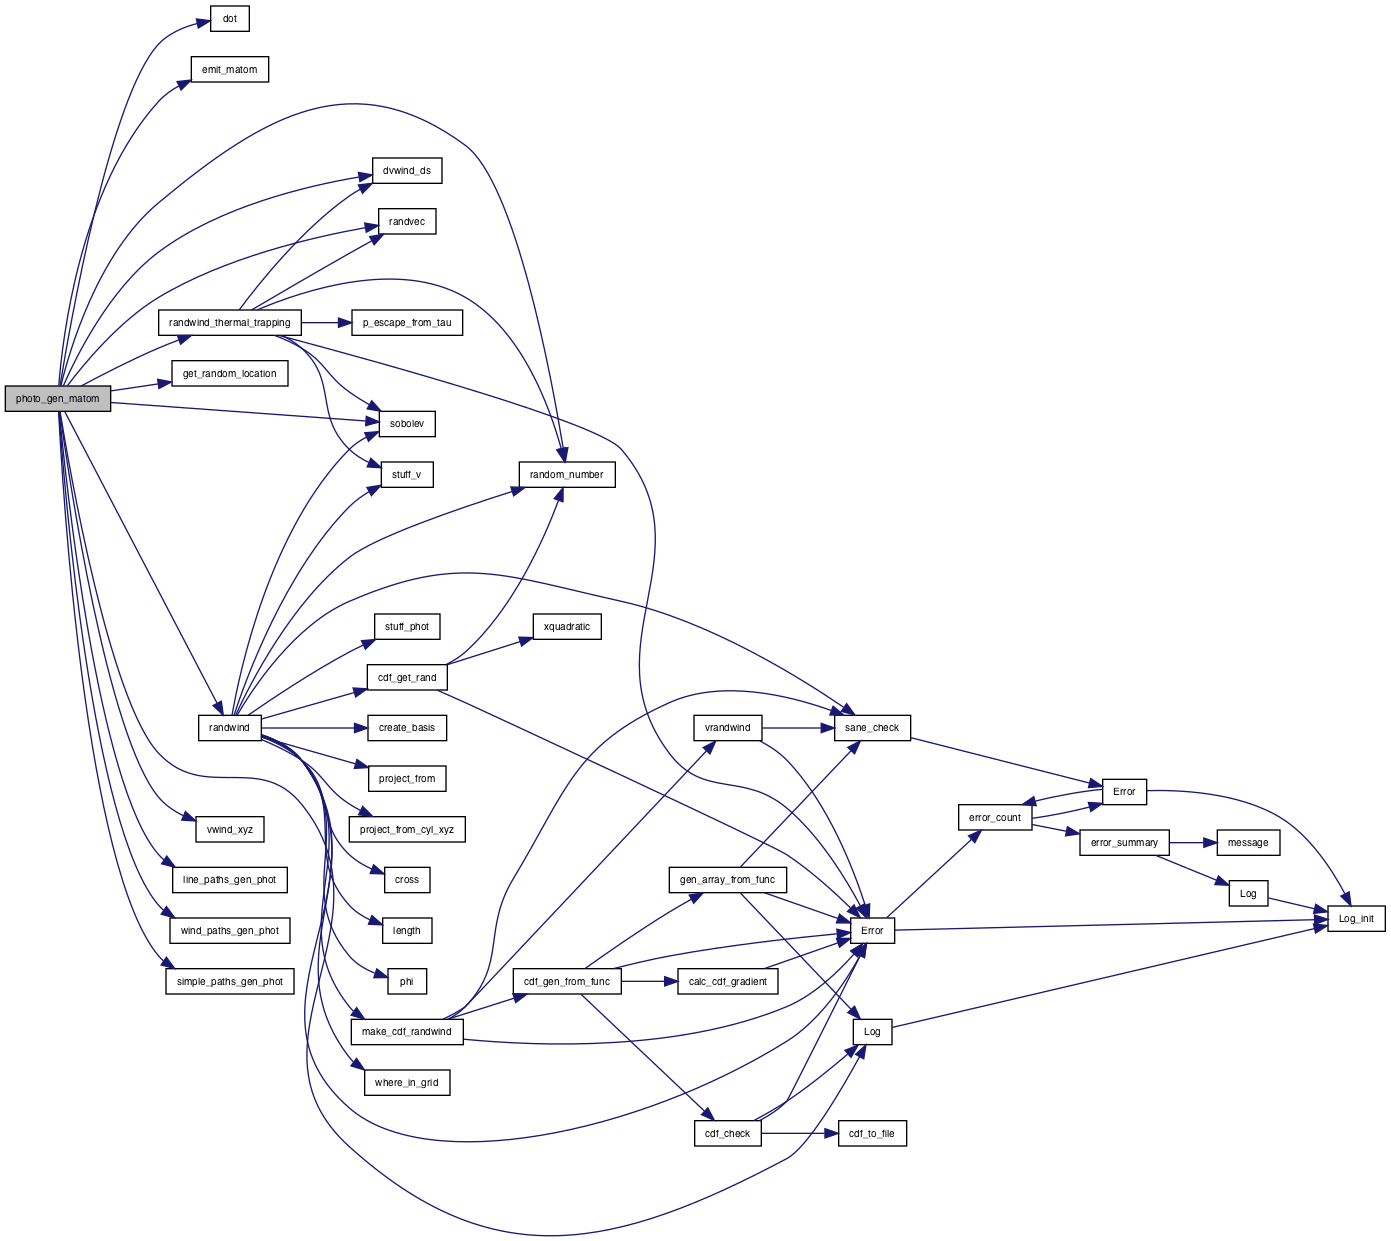 dot
emit_matom
dvwind_ds
randvec
randwind_thermal_trapping
p_escape_from_tau
get_random_location
photo_gen_matom
sobolev
stuff_v
random_number
stuff_phot
xquadratic
cdf_get_rand
randwind
create_basis
vrandwind
sane_check
project_from
Error
vwind_xyz
project_from_cyl_xyz
error_count
error_summary
message
line_paths_gen_phot
cross
gen_array_from_func
Log
wind_paths_gen_phot
length
Error
Log_init
simple_paths_gen_phot
phi
cdf_gen_from_func
calc_cdf_gradient
make_cdf_randwind
Log
where_in_grid
cdf_check
cdf_to_file